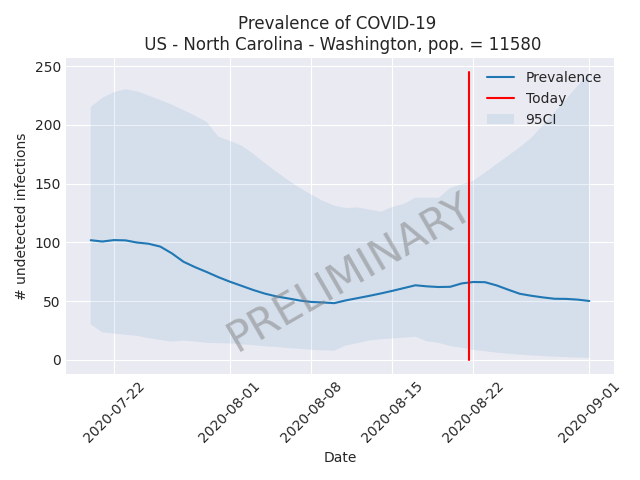 Prevalence of COVID-19
US - North Carolina - Washington, pop. = 11580
250
200
150
100
50
0
# undetected infections
Prevalence
Today
95CI
PRELIMINARY
2020-07-22
2020-08-01
2020-08-08
2020-08-15
2020-08-22
2020-09-01
Date